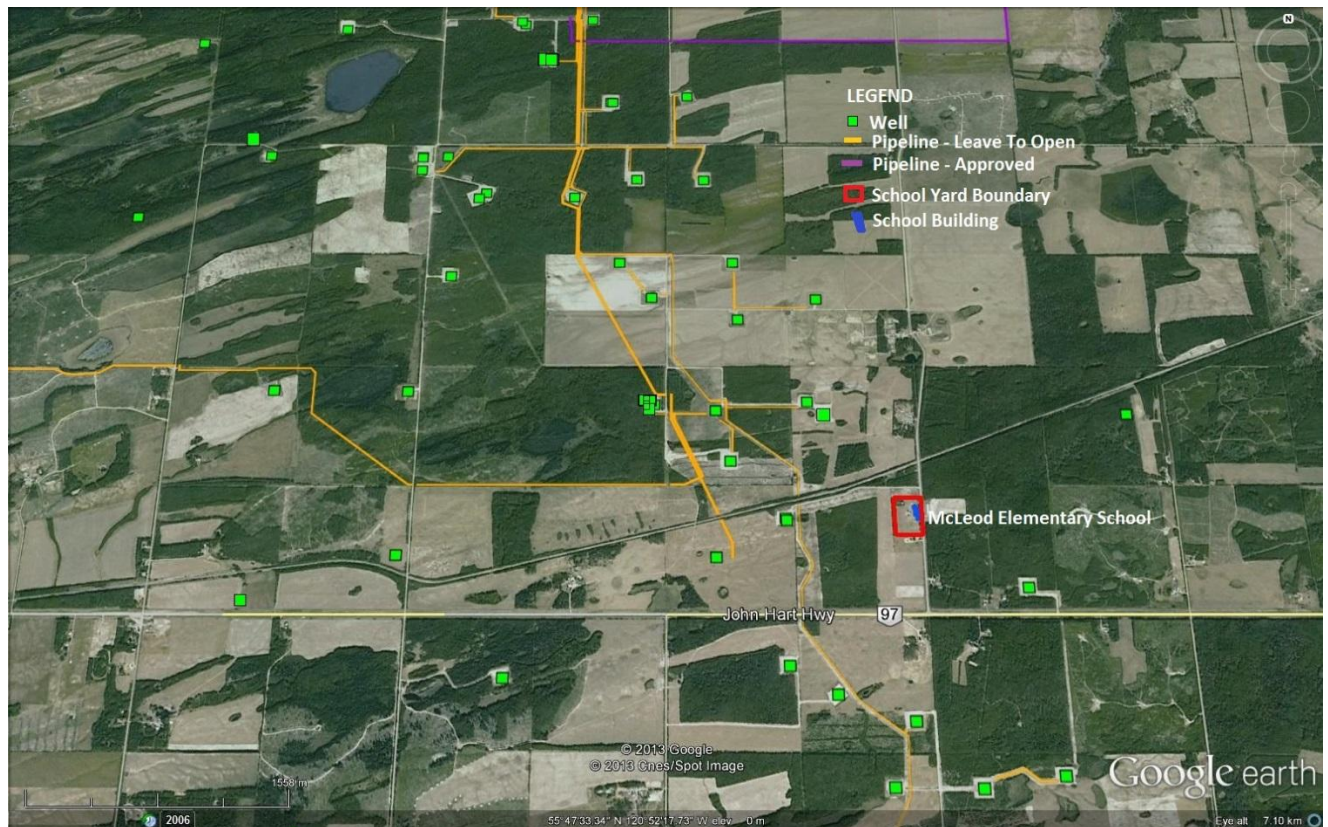 LEGEND
Well
Pipeline - Leave To Open
Pipeline - Approved
School Yard Boundary
School Building
McLeod Elementary School
John Hart Hwy
97
© 2013 Google
© 2013 Cnes/Spot Image
Google earth
1558 m
2006
55°47'33.34" N 120°52'17.73" W elev 0 m
Eye alt 7.10 km
N